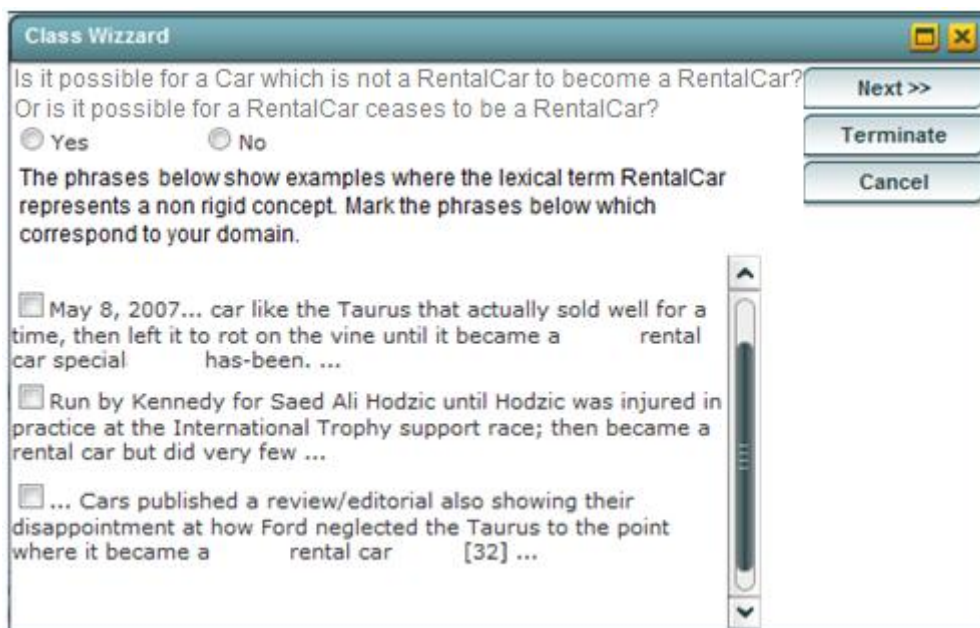 Class Wizzard
Is it possible for a Car which is not a RentalCar to become a RentalCar?
Or is it possible for a RentalCar ceases to be a RentalCar?
Yes No
The phrases below show examples where the lexical term RentalCar
represents a non rigid concept. Mark the phrases below which
correspond to your domain.
May 8, 2007... car like the Taurus that actually sold well for a
time, then left it to rot on the vine until it became a rental
car special has-been. ...
Run by Kennedy for Saed Ali Hodzic until Hodzic was injured in
practice at the International Trophy support race; then became a
rental car but did very few ...
... Cars published a review/editorial also showing their
disappointment at how Ford neglected the Taurus to the point
where it became a rental car [32] ...
Next >>
Terminate
Cancel